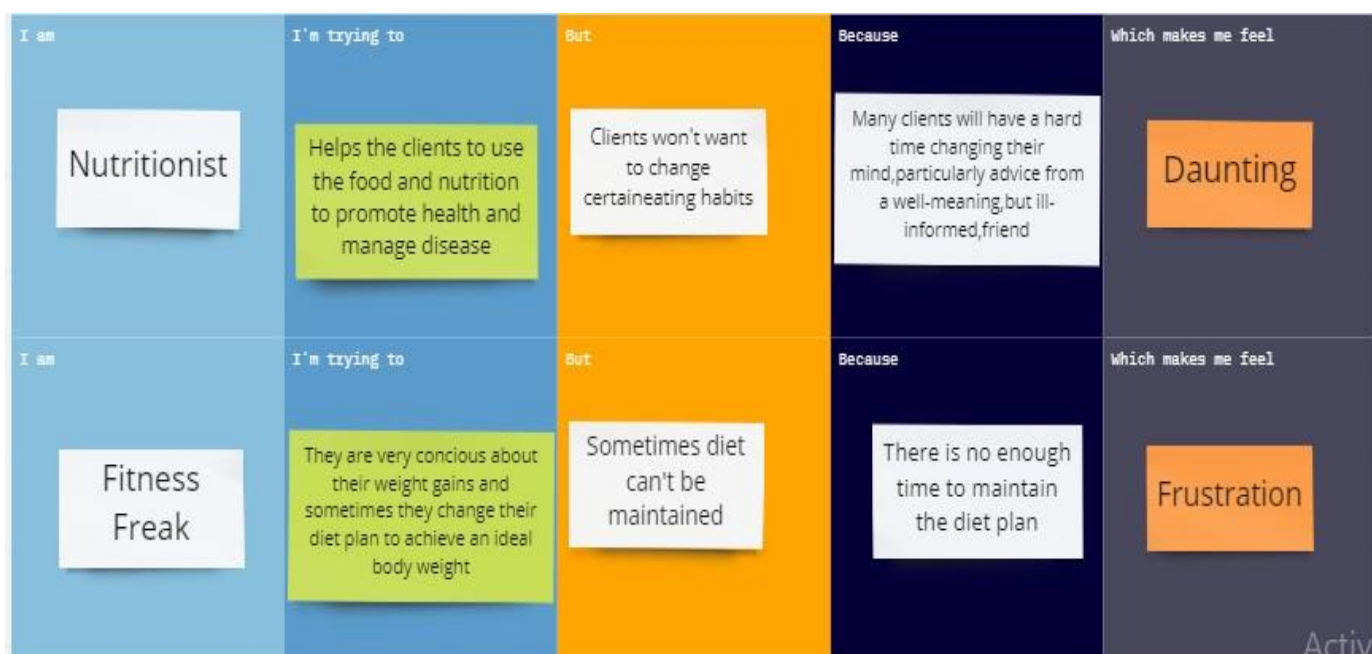 I am
I'm trying to
But
Because
Which makes me feel
Nutritionist
Helps the clients to use
the food and nutrition
to promote health and
manage disease
Clients won't want
to change
certaineating habits
Many clients will have a hard
time changing their
mind,particularly advice from
a well-meaning,but ill-
informed,friend
Daunting
I am
I'm trying to
But
Because
Which makes me feel
Fitness
Freak
They are very concious about
their weight gains and
sometimes they change their
diet plan to achieve an ideal
body weight
Sometimes diet
can't be
maintained
There is no enough
time to maintain
the diet plan
Frustration
Activ